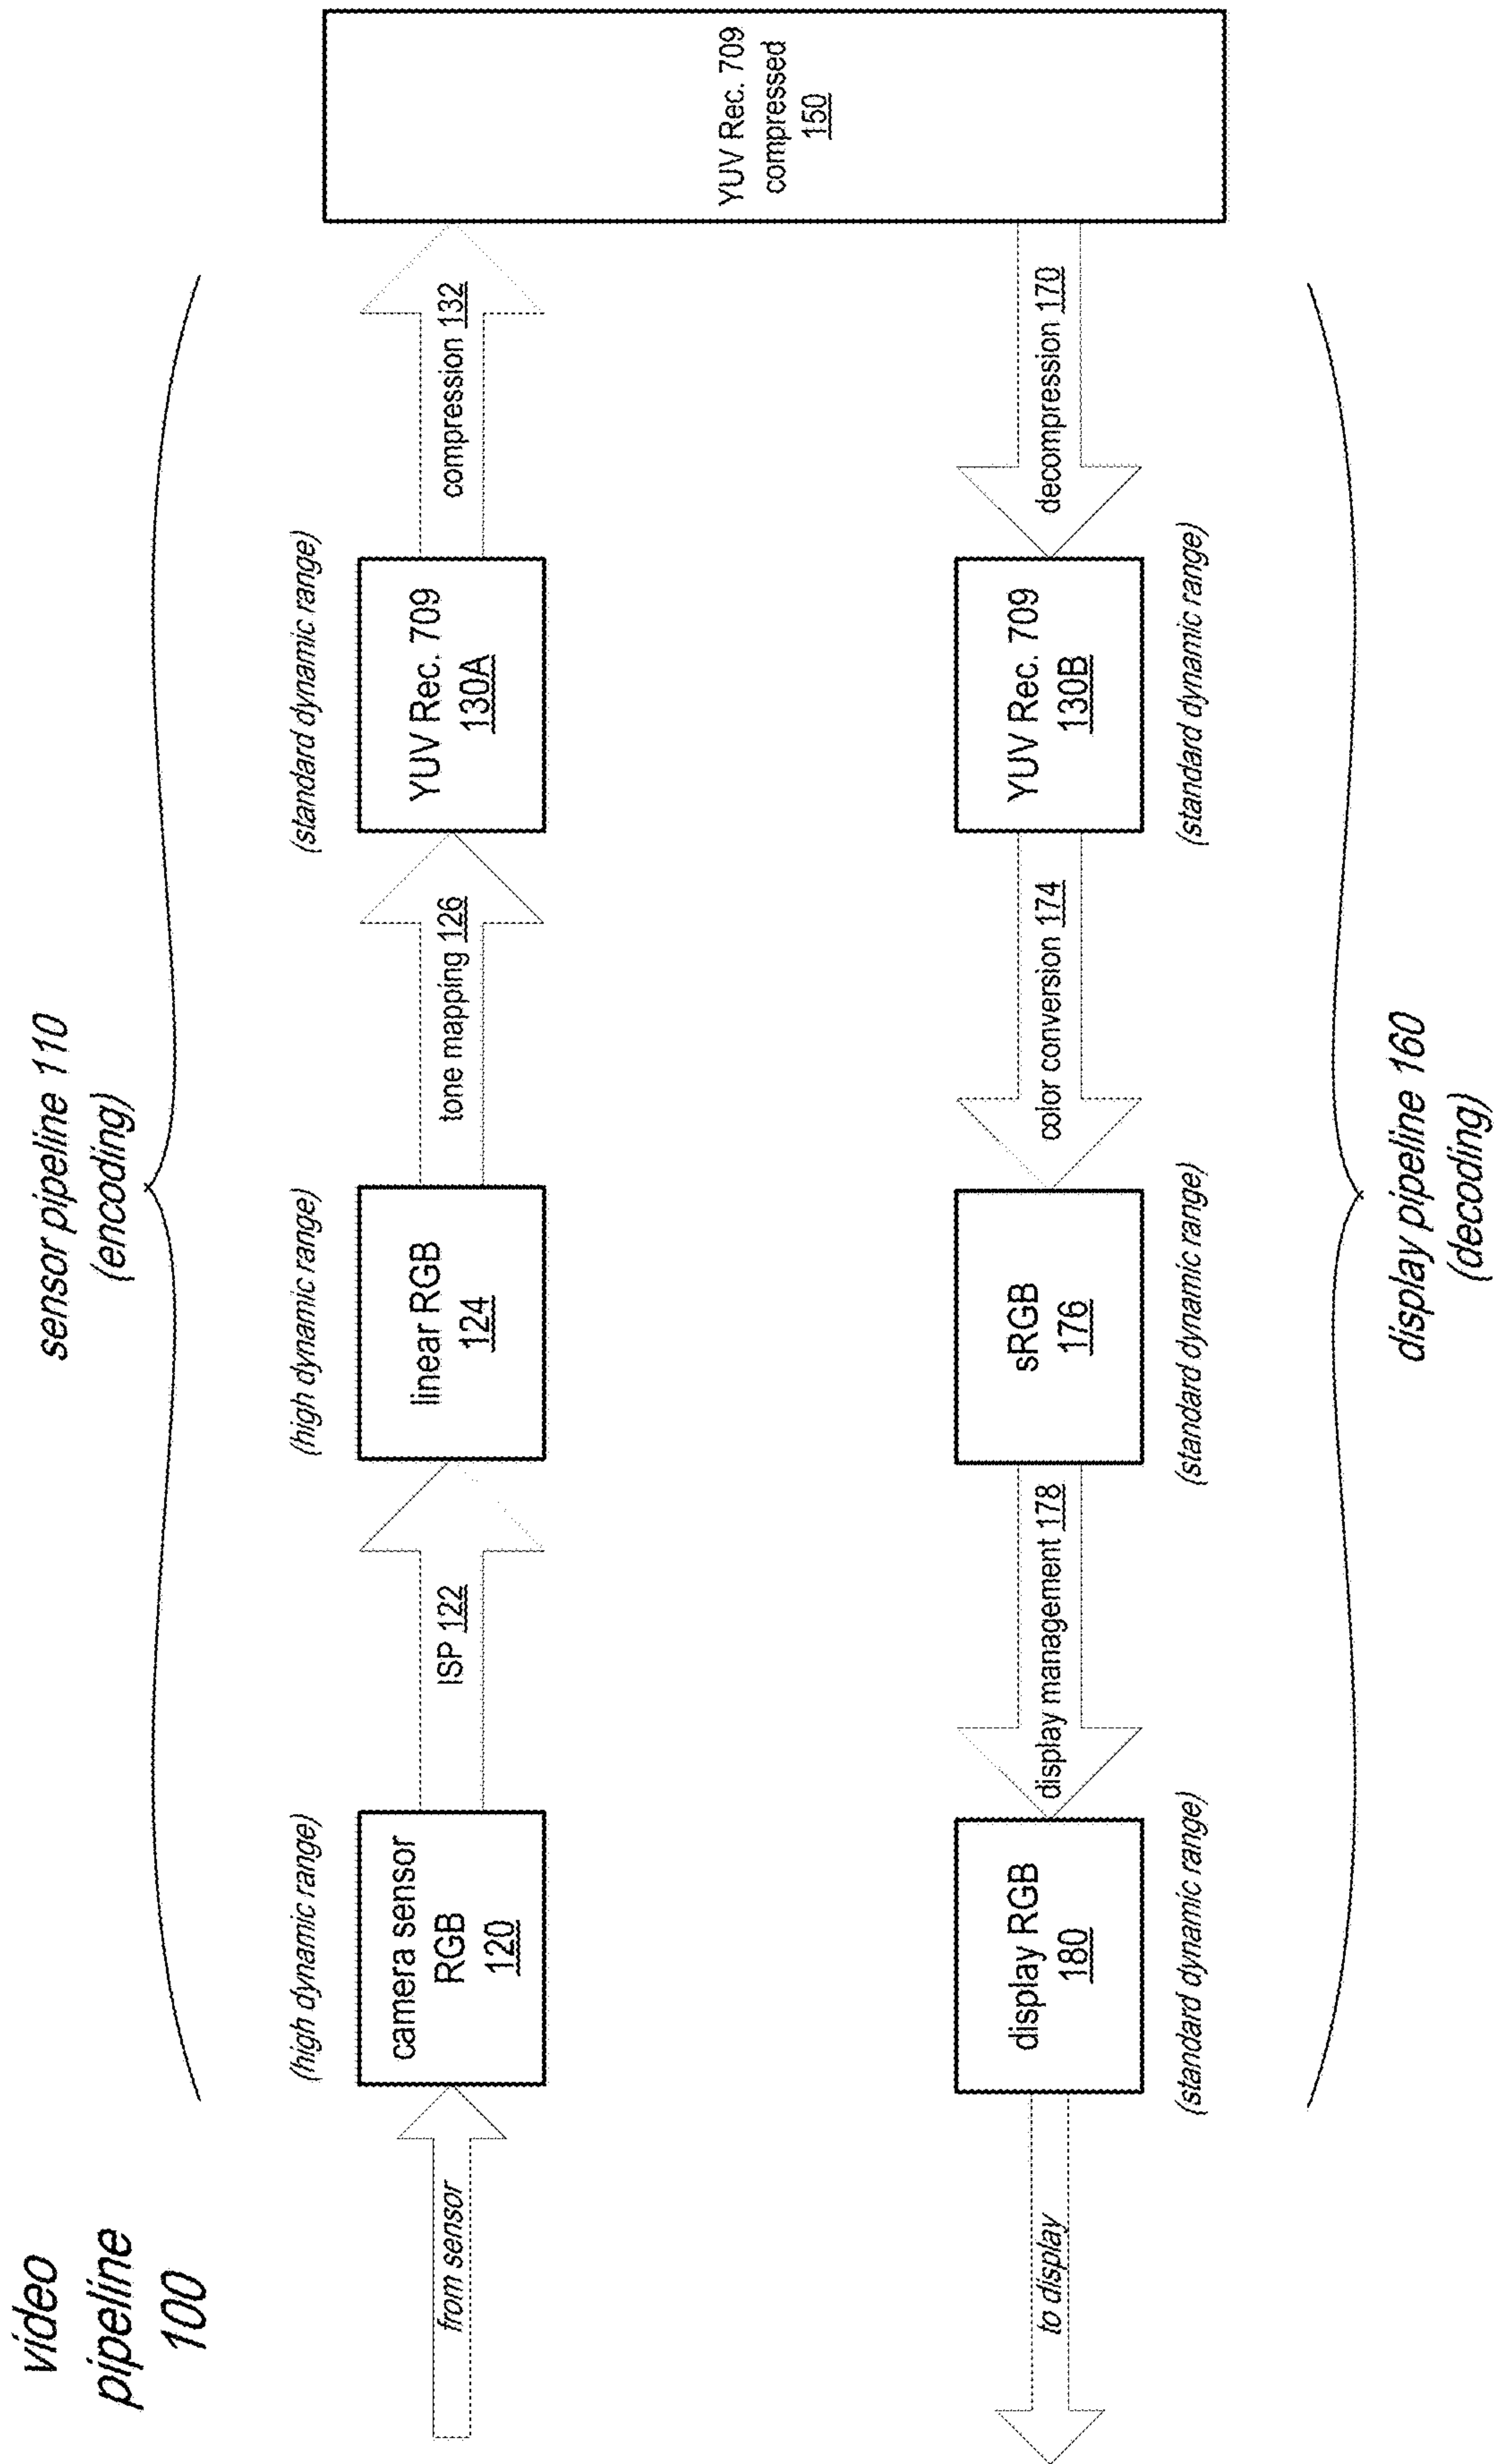 video
pipeline
100
sensor pipeline 110
(encoding)
(high dynamic range)
(high dynamic range)
(standard dynamic range)
from sensor
camera sensor
RGB
120
ISP 122
linear RGB
124
tone mapping 126
YUV Rec. 709
130A
compression 132
YUV Rec. 709
compressed
150
decompression 170
YUV Rec. 709
130B
color conversion 174
sRGB
176
display management 178
display RGB
180
to display
(standard dynamic range)
(standard dynamic range)
(standard dynamic range)
display pipeline 160
(decoding)